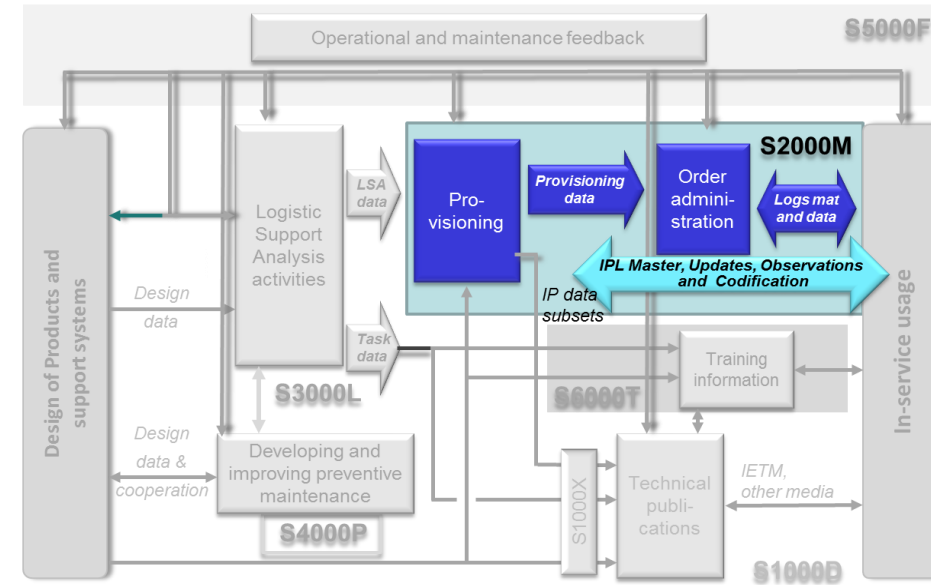 Operational and maintenance feedback
S5000F
S2000M
LSA
data
Pro-
visioning
Provisioning
data
Order
admini-
stration
Logs mat
and data
Logistic
Support
Analysis
activities
IPL Master, Updates, Observations
and Codification
Design of Products and
support systems
Design
data
IP data
subsets
In-service usage
Task
data
Training
information
S3000L
S6000T
Design
data &
cooperation
Developing and
improving preventive
maintenance
S1000X
Technical
publi-
cations
IETM,
other media
S4000P
S1000D